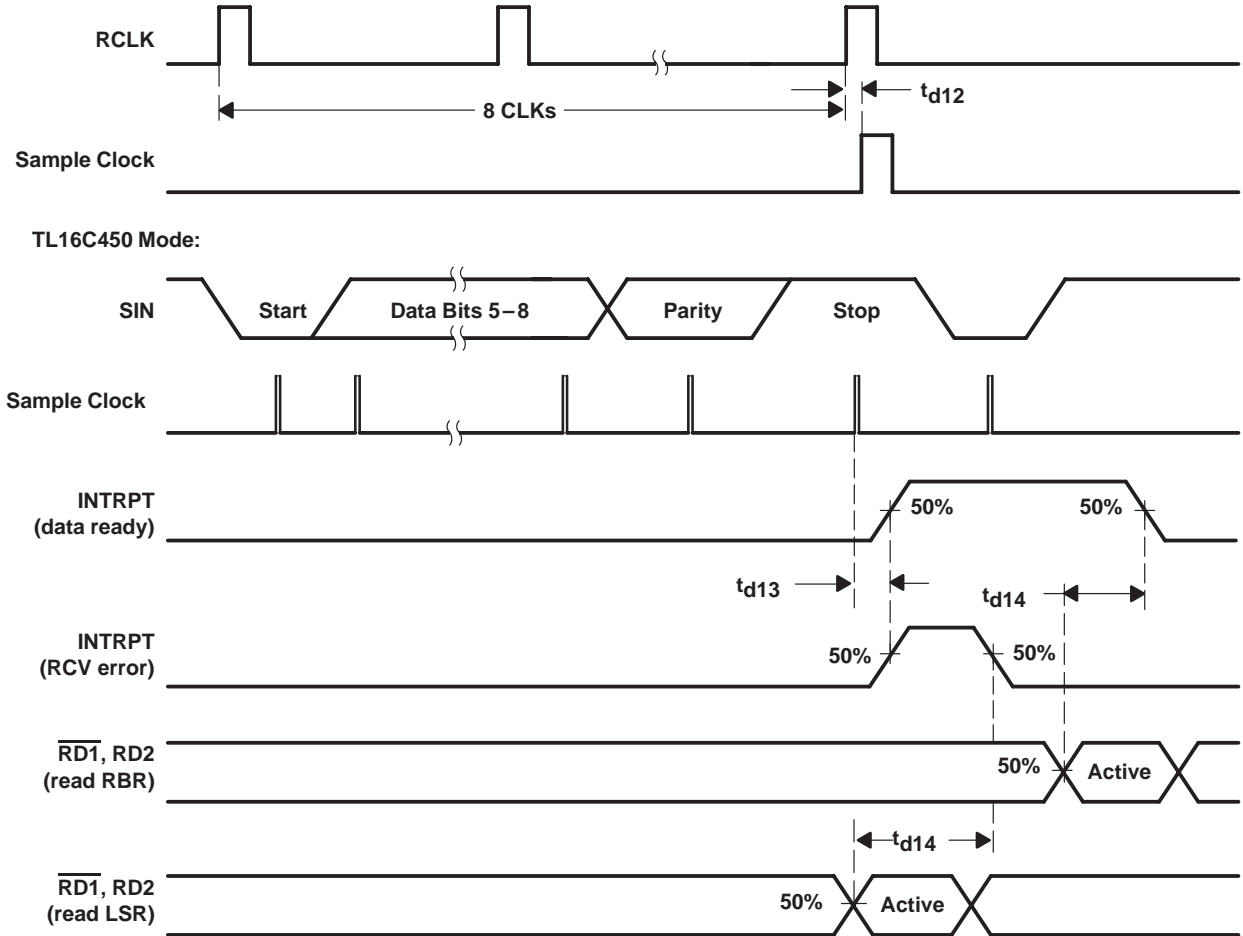 RCLK
td12
8 CLKs
Sample Clock
TL16C450 Mode:
SIN
Start
Data Bits 5–8
Parity
Stop
Sample Clock
INTRPT
(data ready)
50%
50%
td13
td14
INTRPT
(RCV error)
50%
50%
RD1, RD2
(read RBR)
50%
Active
td14
RD1, RD2
(read LSR)
50%
Active